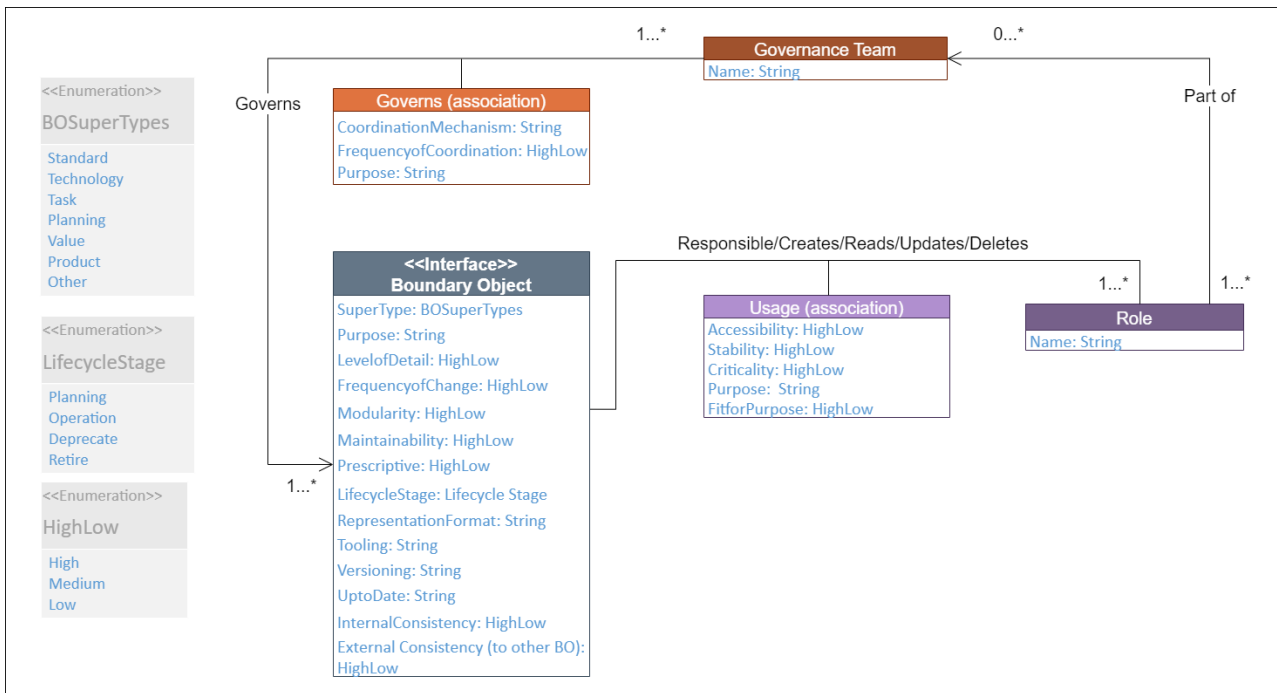 1...*
Governance Team
0...*
Name: String
<<Enumeration>>
BOSuperTypes
Standard
Technology
Task
Planning
Value
Product
Other
Governs
Governs (association)
CoordinationMechanism: String
FrequencyofCoordination: HighLow
Purpose: String
Part of
<<Interface>>
Boundary Object
SuperType: BOSuperTypes
Purpose: String
LevelofDetail: HighLow
FrequencyofChange: HighLow
Modularity: HighLow
Maintainability: HighLow
Prescriptive: HighLow
LifecycleStage: Lifecycle Stage
RepresentationFormat: String
Tooling: String
Versioning: String
UptoDate: String
InternalConsistency: HighLow
External Consistency (to other BO):
HighLow
1...*
Responsible/Creates/Reads/Updates/Deletes
Usage (association)
Accessibility: HighLow
Stability: HighLow
Criticality: HighLow
Purpose:  String
FitforPurpose: HighLow
1...*
1...*
Role
Name: String
<<Enumeration>>
LifecycleStage
Planning
Operation
Deprecate
Retire
<<Enumeration>>
HighLow
High
Medium
Low